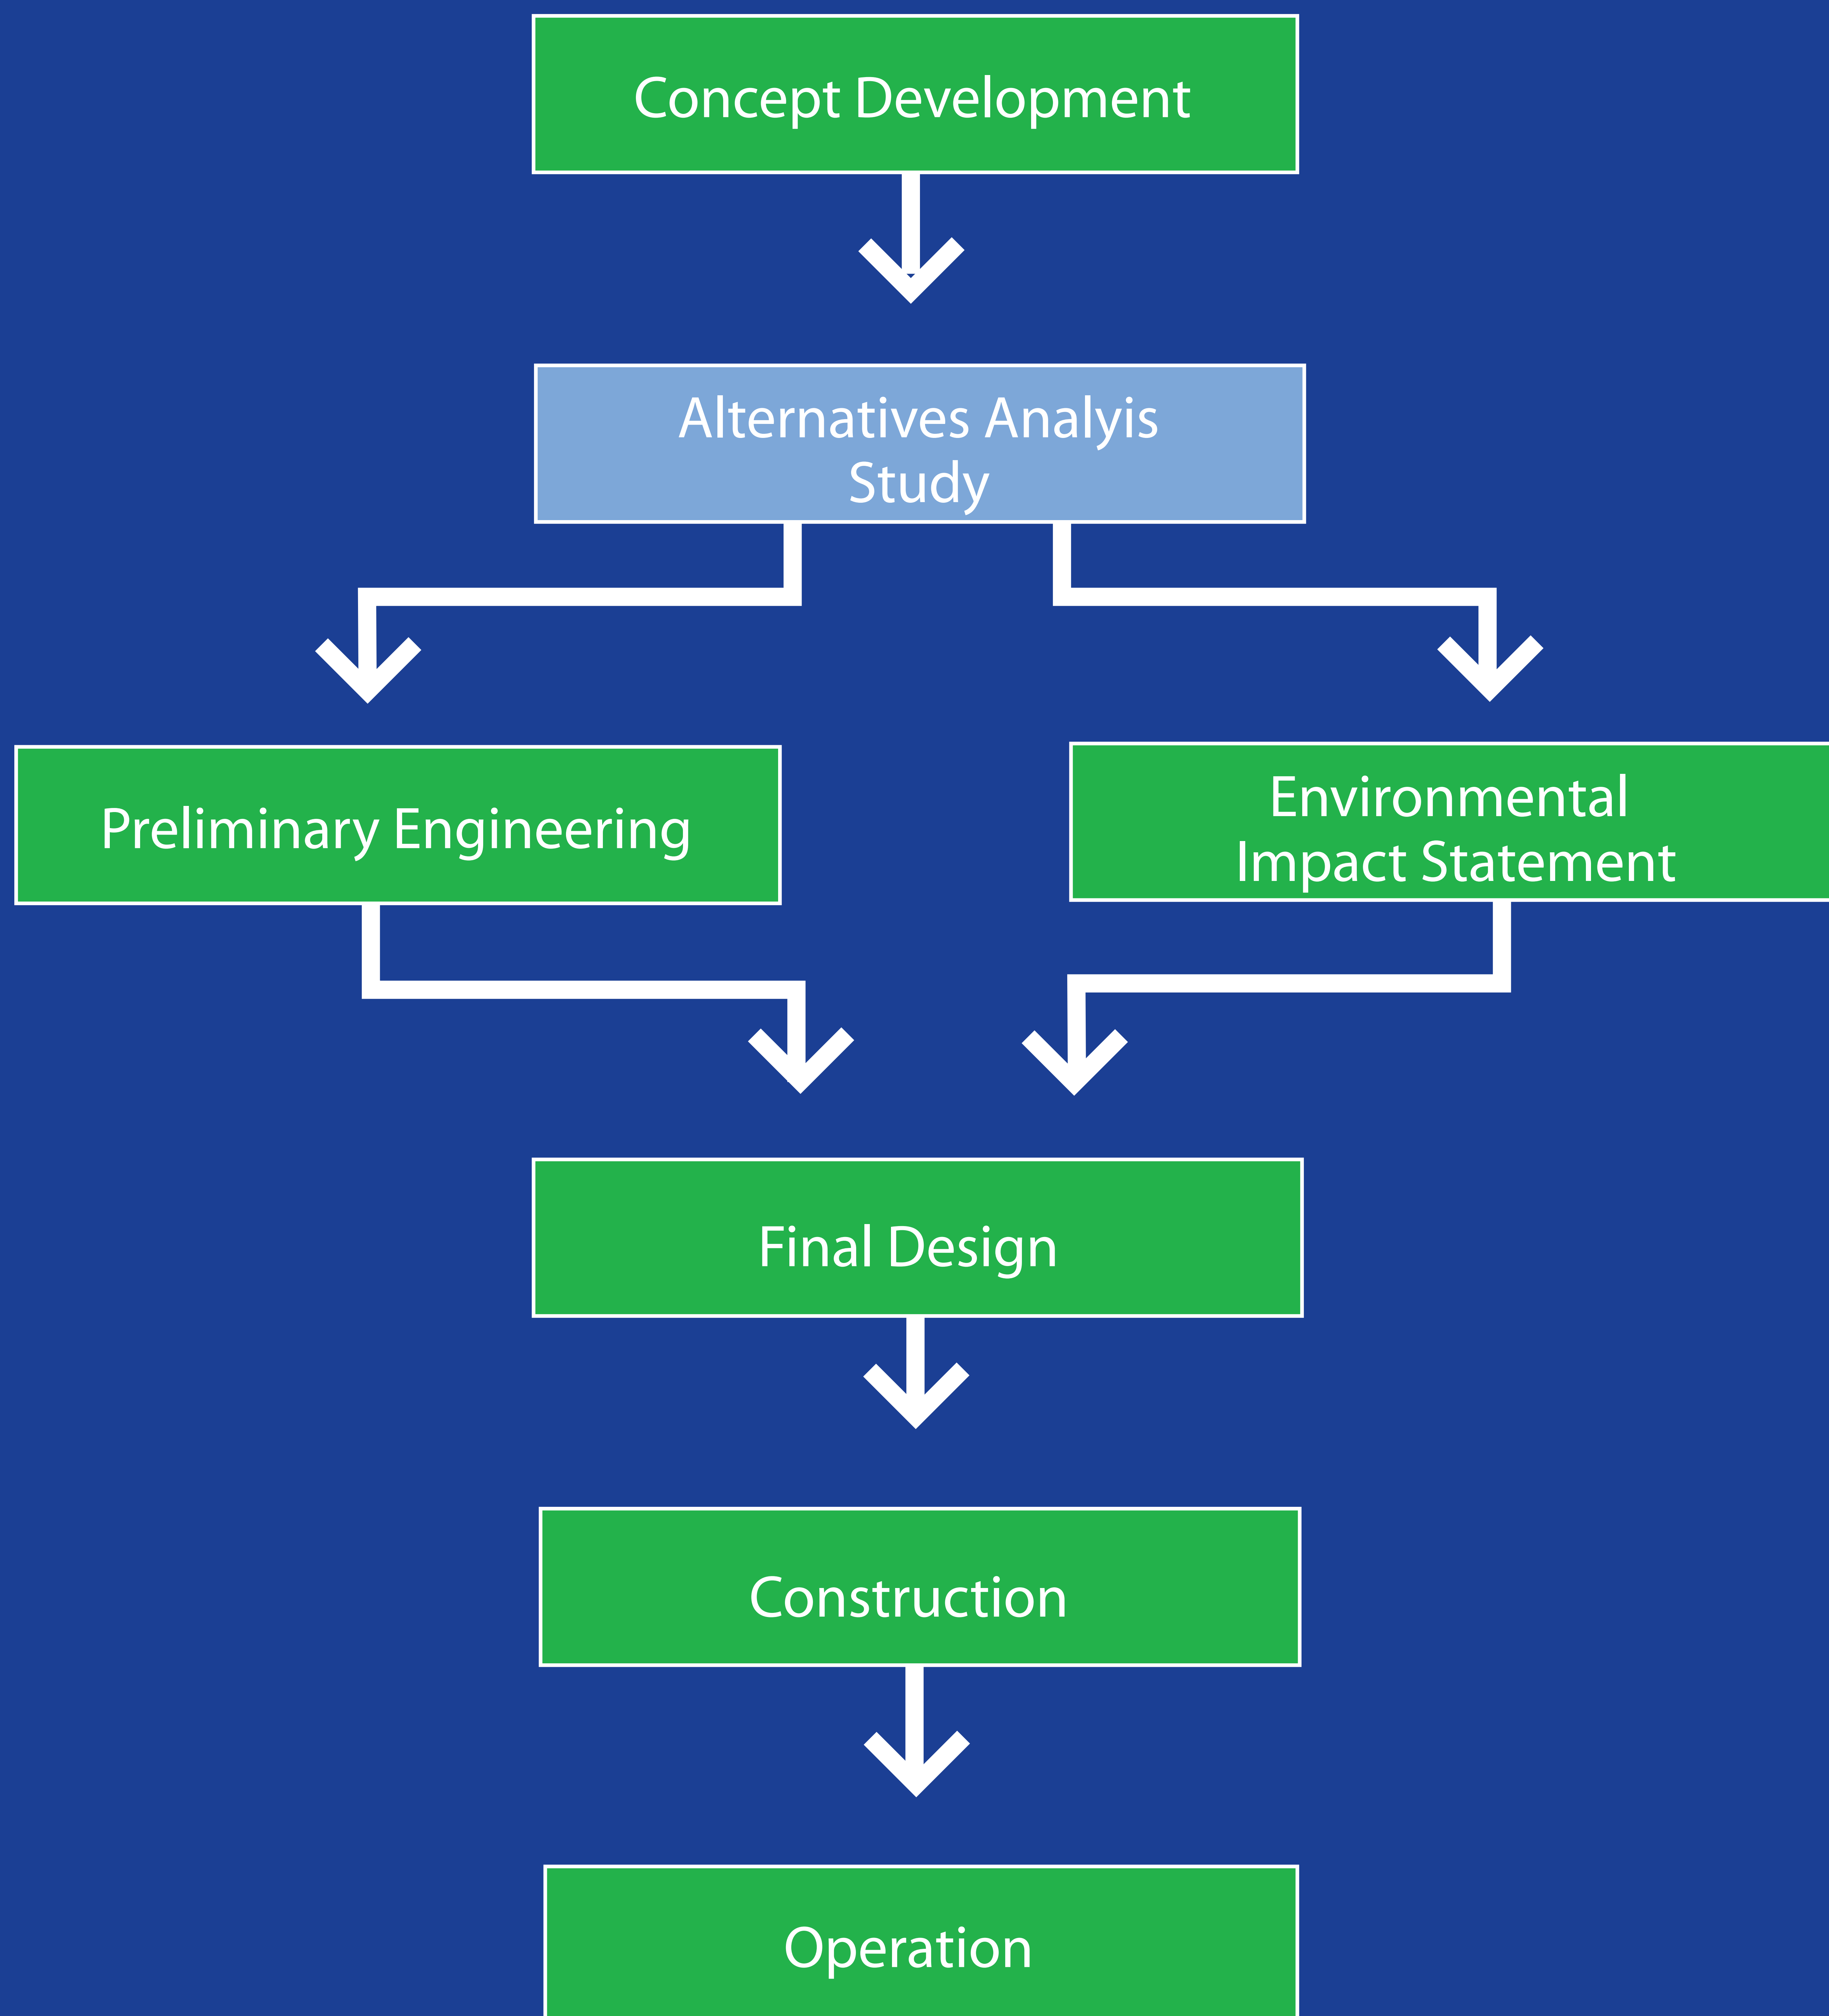 Concept Development
Alternatives Analyis
Study
Preliminary Engineering
Environmental
Impact Statement
Final Design
Construction
Operation